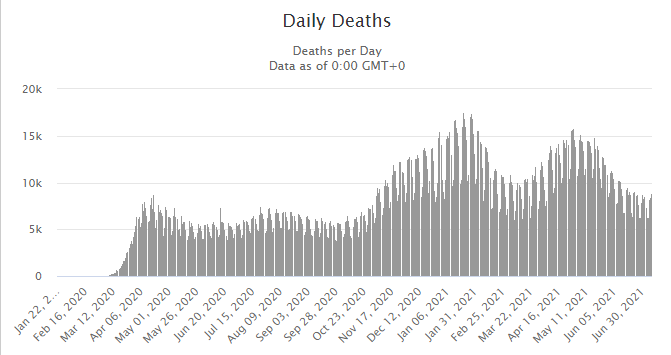 Daily Deaths
Deaths per Day
Data as of 0:00 GMT+0
20k
15k
10k
5k
0
Jan 22, 2...
Feb 16, 2020
Mar 12, 2020
Apr 06, 2020
May 01, 2020
May 26, 2020
Jun 20, 2020
Jul 15, 2020
Aug 09, 2020
Sep 03, 2020
Sep 28, 2020
Oct 23, 2020
Nov 17, 2020
Dec 12, 2020
Jan 06, 2021
Jan 31, 2021
Feb 25, 2021
Mar 22, 2021
Apr 16, 2021
May 11, 2021
Jun 05, 2021
Jun 30, 2021